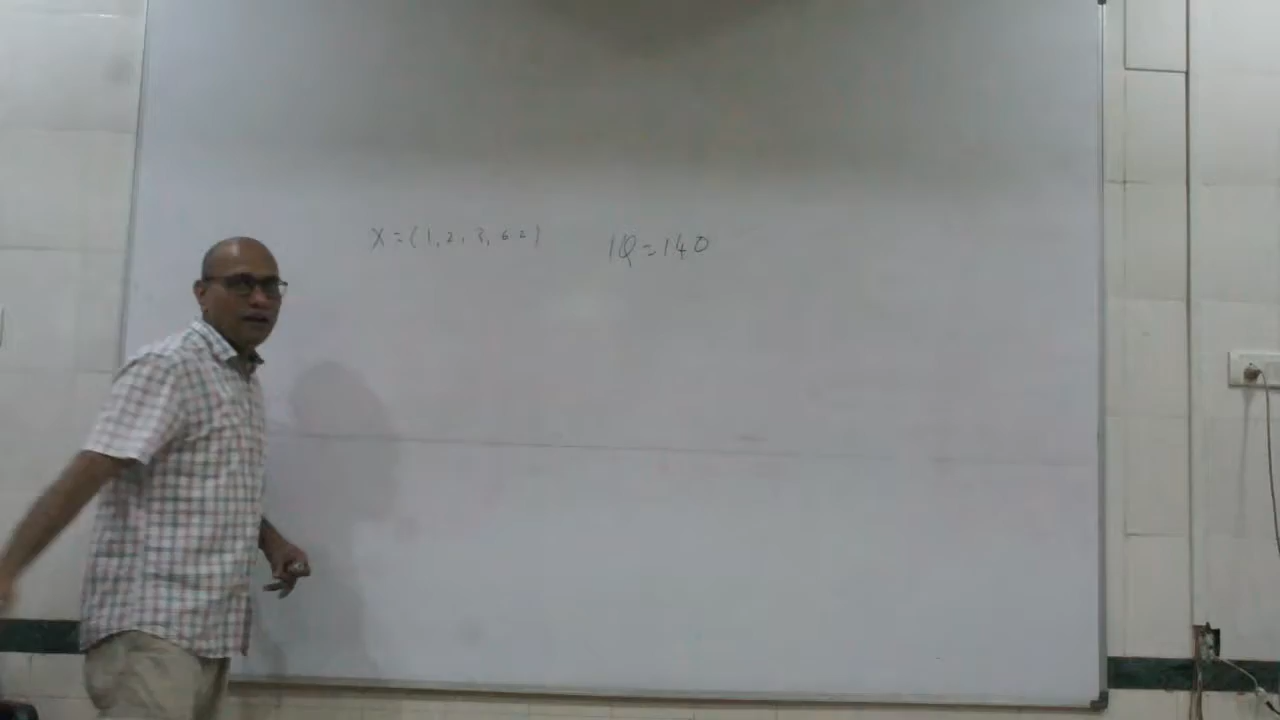 X = (1, 2, 3, 6.2) IQ = 140